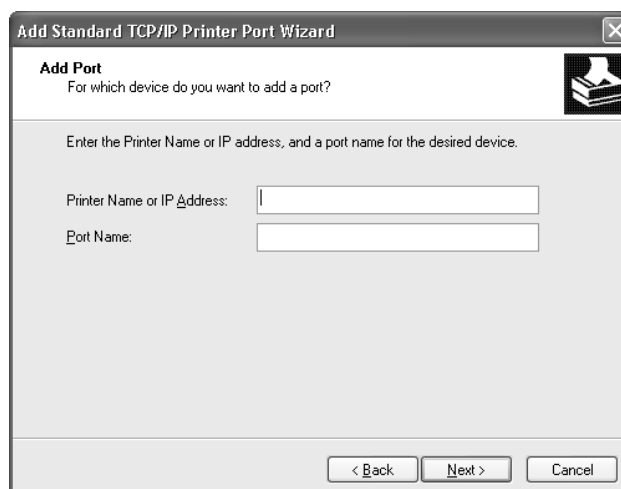 Add Standard TCP/IP Printer Port Wizard
Add Port
For which device do you want to add a port?
Enter the Printer Name or IP address, and a port name for the desired device.
Printer Name or IP Address:
Port Name:
< Back
Next >
Cancel